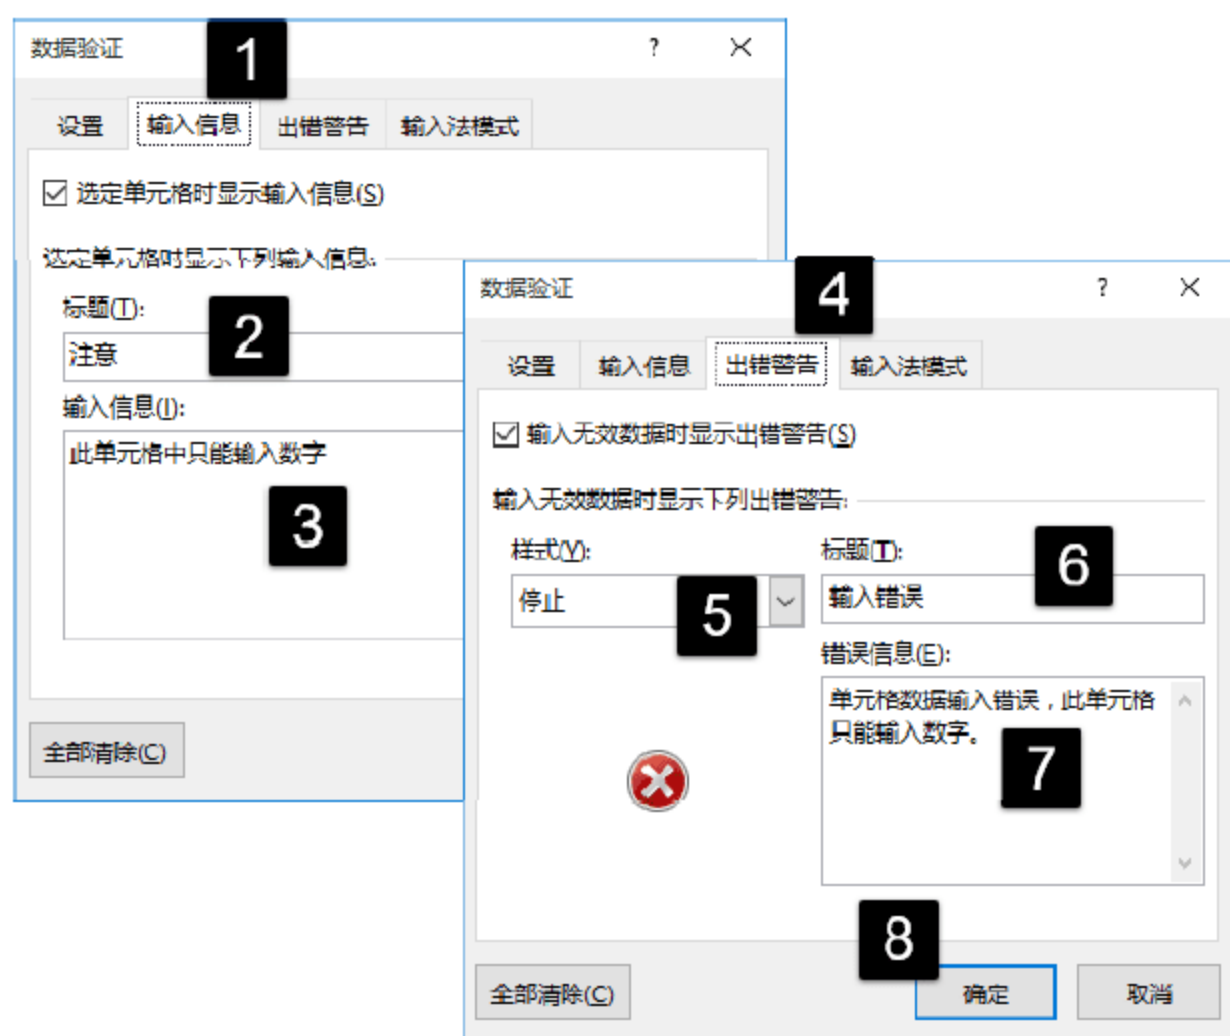 数据验证
1
?
设置
输入信息
出错警告
输入法模式
选定单元格时显示输入信息(S)
选定单元格时显示下列输入信息:
标题(T):
2
注意
输入信息(I):
此单元格中只能输入数字
3
全部清除(C)
数据验证
4
?
设置
输入信息
出错警告
输入法模式
输入无效数据时显示出错警告(S)
输入无效数据时显示下列出错警告:
样式(Y):
停止
5
标题(T):
6
输入错误
错误信息(E):
单元格数据输入错误，此单元格
只能输入数字。
7
8
全部清除(C)
确定
取消